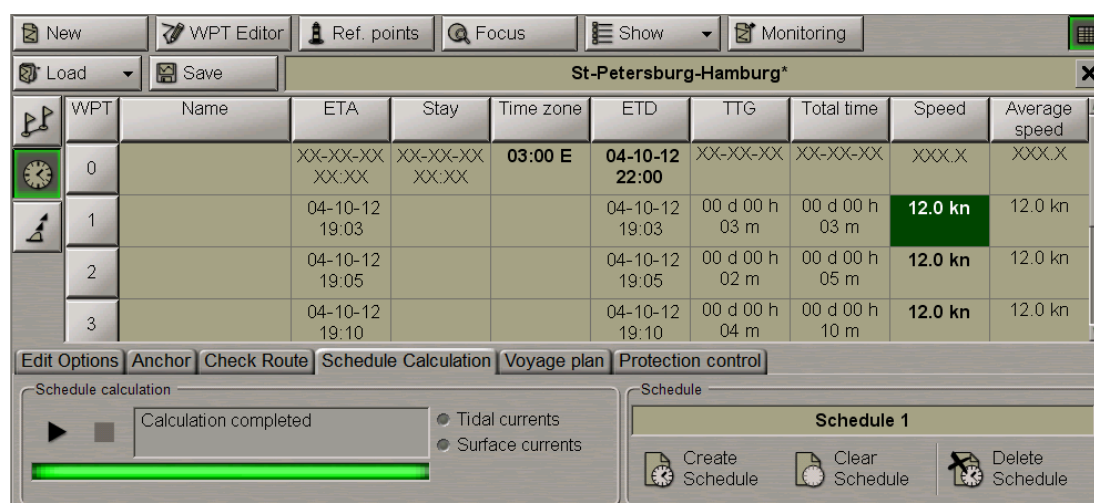 New WPT Editor Ref. points Focus Show Monitoring
Load Save St-Petersburg-Hamburg*
WPT Name ETA Stay Time zone ETD TTG Total time Speed Average
speed
0 XX-XX-XX XX-XX-XX 03:00 E 04-10-12 XX-XX-XX XX-XX-XX XXX.X XXX.X
XX:XX XX:XX 22:00
1 04-10-12 04-10-12 00 d 00 h 00 d 00 h 12.0 kn 12.0 kn
19:03 19:03 03 m 03 m
2 04-10-12 04-10-12 00 d 00 h 00 d 00 h 12.0 kn 12.0 kn
19:05 19:05 02 m 05 m
3 04-10-12 04-10-12 00 d 00 h 00 d 00 h 12.0 kn 12.0 kn
19:10 19:10 04 m 10 m
Edit Options Anchor Check Route Schedule Calculation Voyage plan Protection control
Schedule calculation
Calculation completed
Tidal currents
Surface currents
Schedule
Schedule 1
Create
Schedule
Clear
Schedule
Delete
Schedule